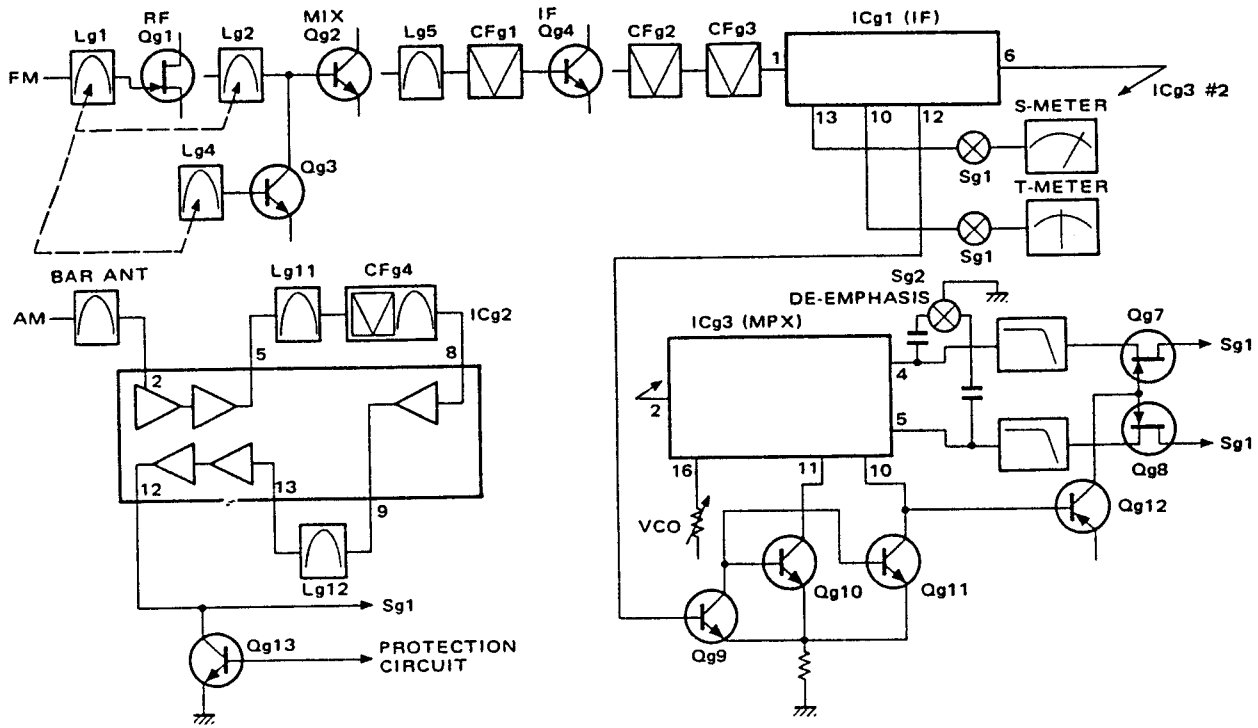 RF
Qg1
MIX
Qg2
IF
Qg4
ICg1 (IF)
Lg1
Lg2
Lg5
CFg1
CFg2
CFg3
FM
1
6
ICg3 #2
13
10
12
S-METER
Sg1
T-METER
Sg1
Lg4
Qg3
BAR ANT
AM
Lg11
CFg4
ICg2
2
5
8
12
13
9
Lg12
Sg1
Qg13
PROTECTION
CIRCUIT
Sg2
DE-EMPHASIS
ICg3 (MPX)
Qg7
Sg1
4
2
5
Sg1
Qg8
16
11
10
VCO
Qg12
Qg10
Qg11
Qg9